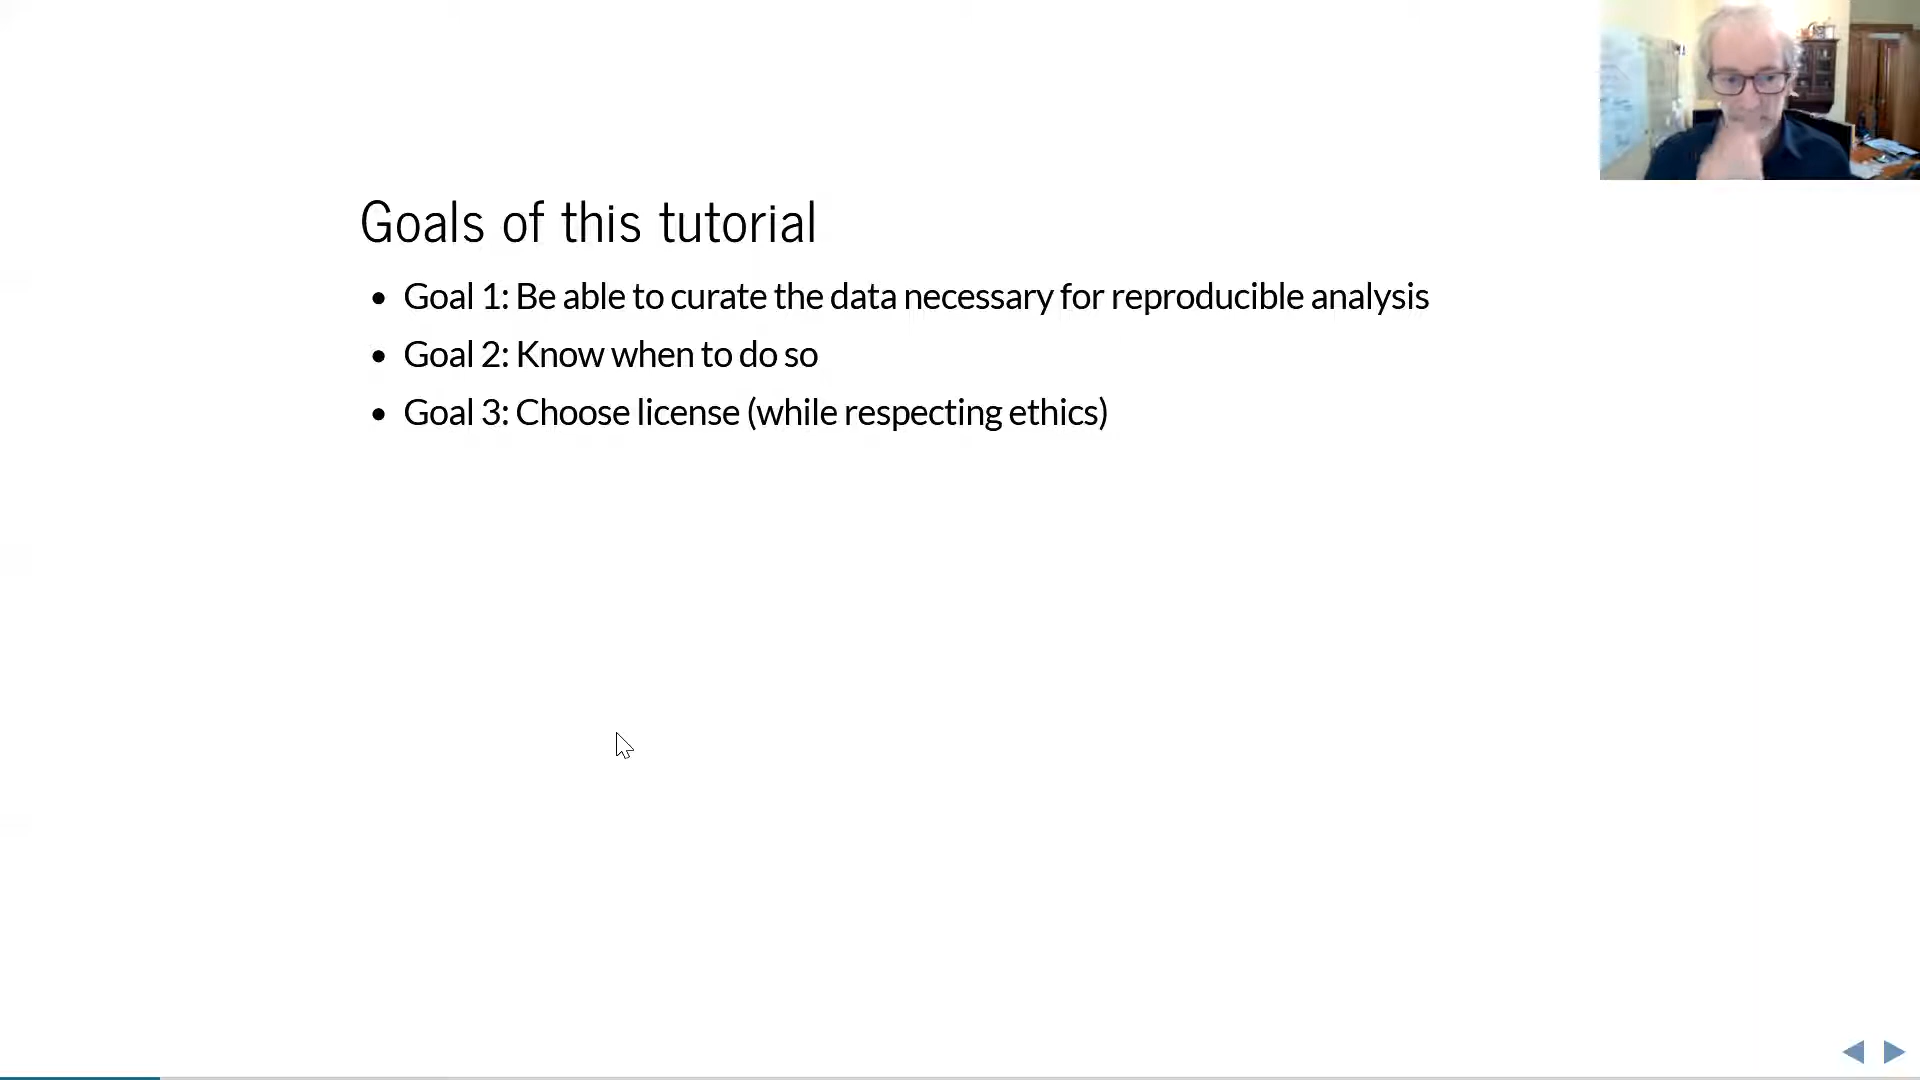 Goals of this tutorial
Goal 1: Be able to curate the data necessary for reproducible analysis
Goal 2: Know when to do so
Goal 3: Choose license (while respecting ethics)